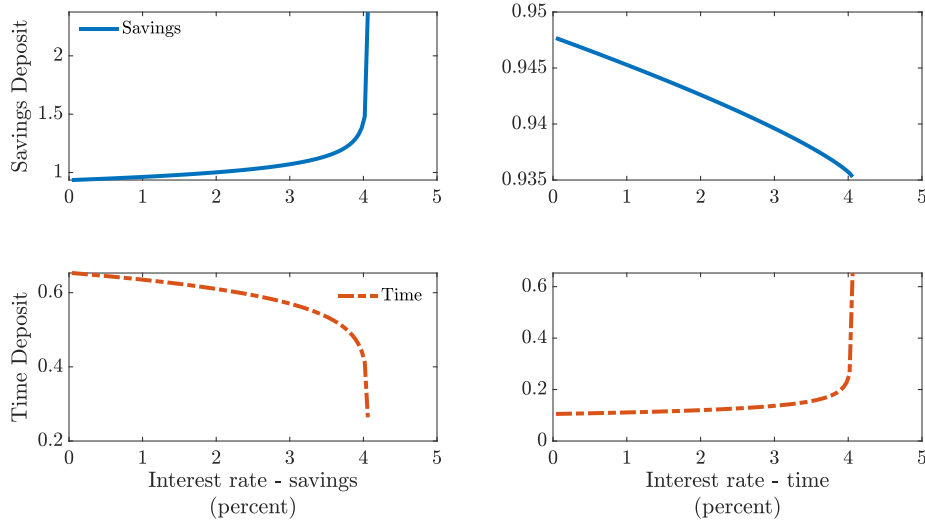 Savings Deposit
2
1.5
1
Savings
0 1 2 3 4 5
0.95
0.945
0.94
0.935
0 1 2 3 4 5
Time Deposit
0.6
0.4
0.2
Time
0 1 2 3 4 5
Interest rate - savings
(percent)
0.6
0.4
0.2
0
0 1 2 3 4 5
Interest rate - time
(percent)